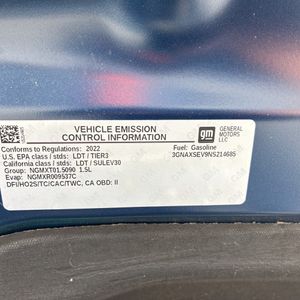 VEHICLE EMISSION
CONTROL INFORMATION
gm
GENERAL
MOTORS
LLC
Conforms to Regulations: 2022
U.S. EPA class / stds: LDT / TIER3
California class / stds: LDT / SULEV30
Group: NGMXT01.5090 1.5L
Evap: NGMXR009537C
DFI/HO2S/TC/CAC/TWC, CA OBD: II
Fuel: Gasoline
3GNAXSEV9NS214685